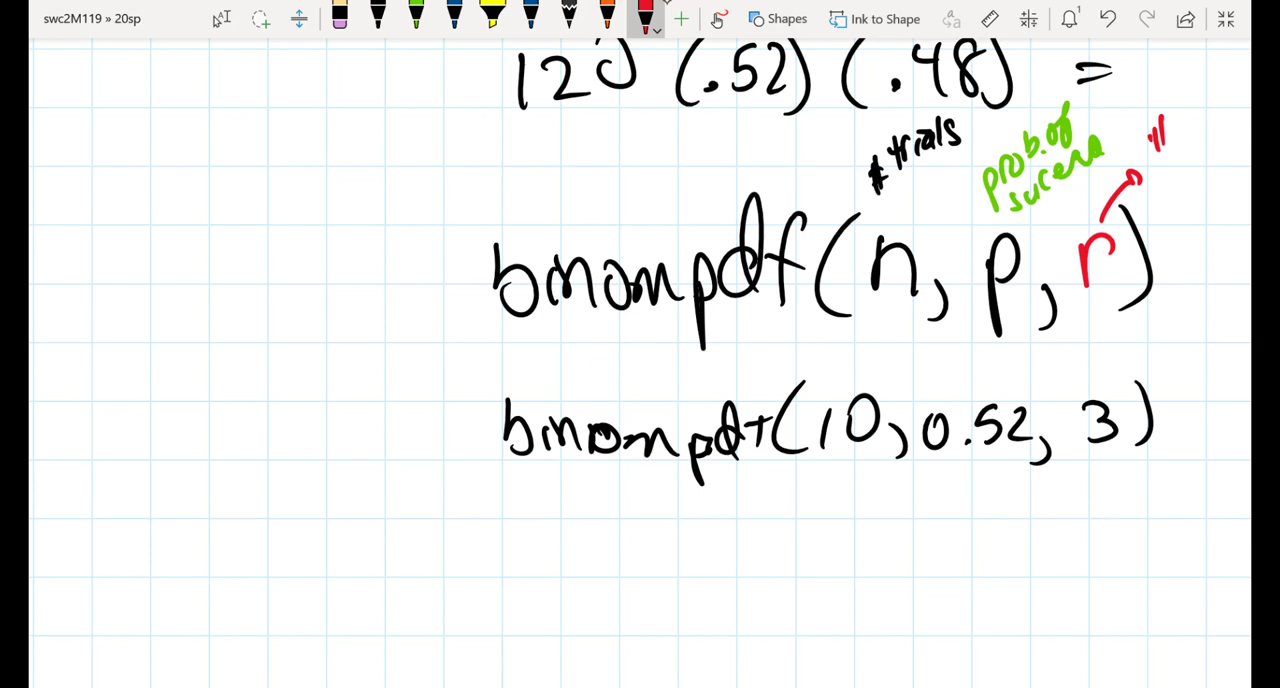 swc2M119 » 20sp
Shapes
Ink to Shape
120 (.52) (.48) =
# trials
prob. of
success
binompdf(n, p, r)
binompdf(10, 0.52, 3)